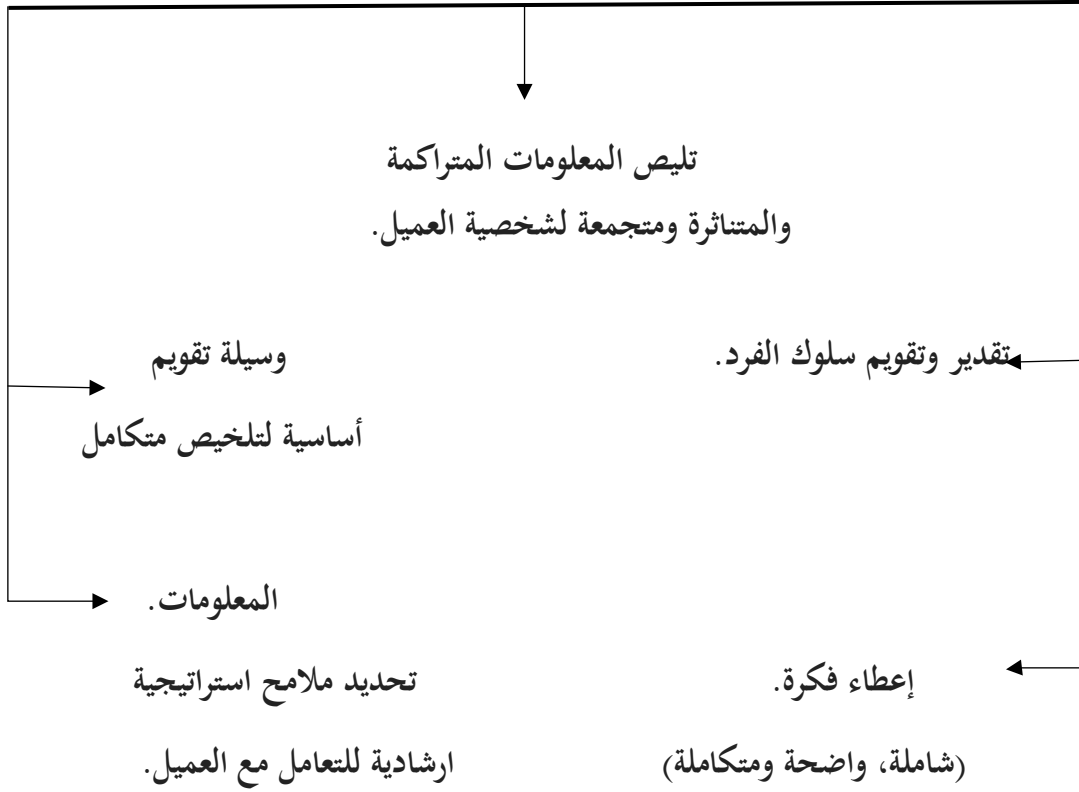 تليص المعلومات المتراكمة
والمتناثرة ومتجمعة لشخصية العميل.
تقدير وتقويم سلوك الفرد.
وسيلة تقويم
أساسية لتلخيص متكامل
المعلومات.
إعطاء فكرة.
(شاملة، واضحة ومتكاملة)
تحديد ملامح استراتيجية
ارشادية للتعامل مع العميل.